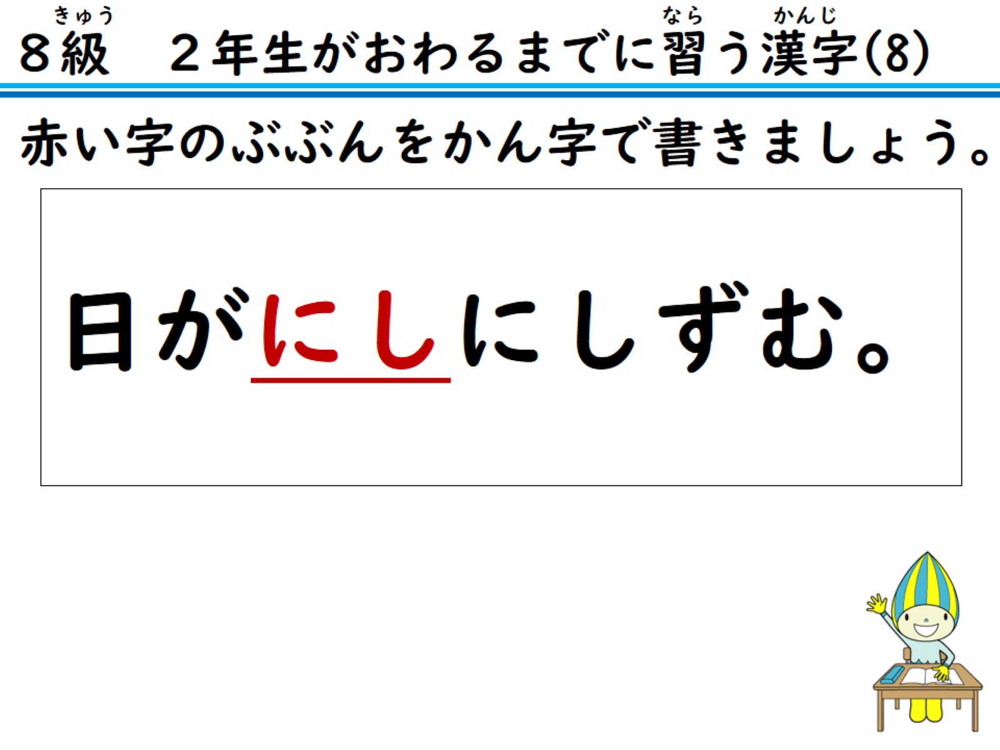 きゅう なら かんじ
８級　２年生がおわるまでに習う漢字(8)
赤い字のぶぶんをかん字で書きましょう。
日がにしにしずむ。